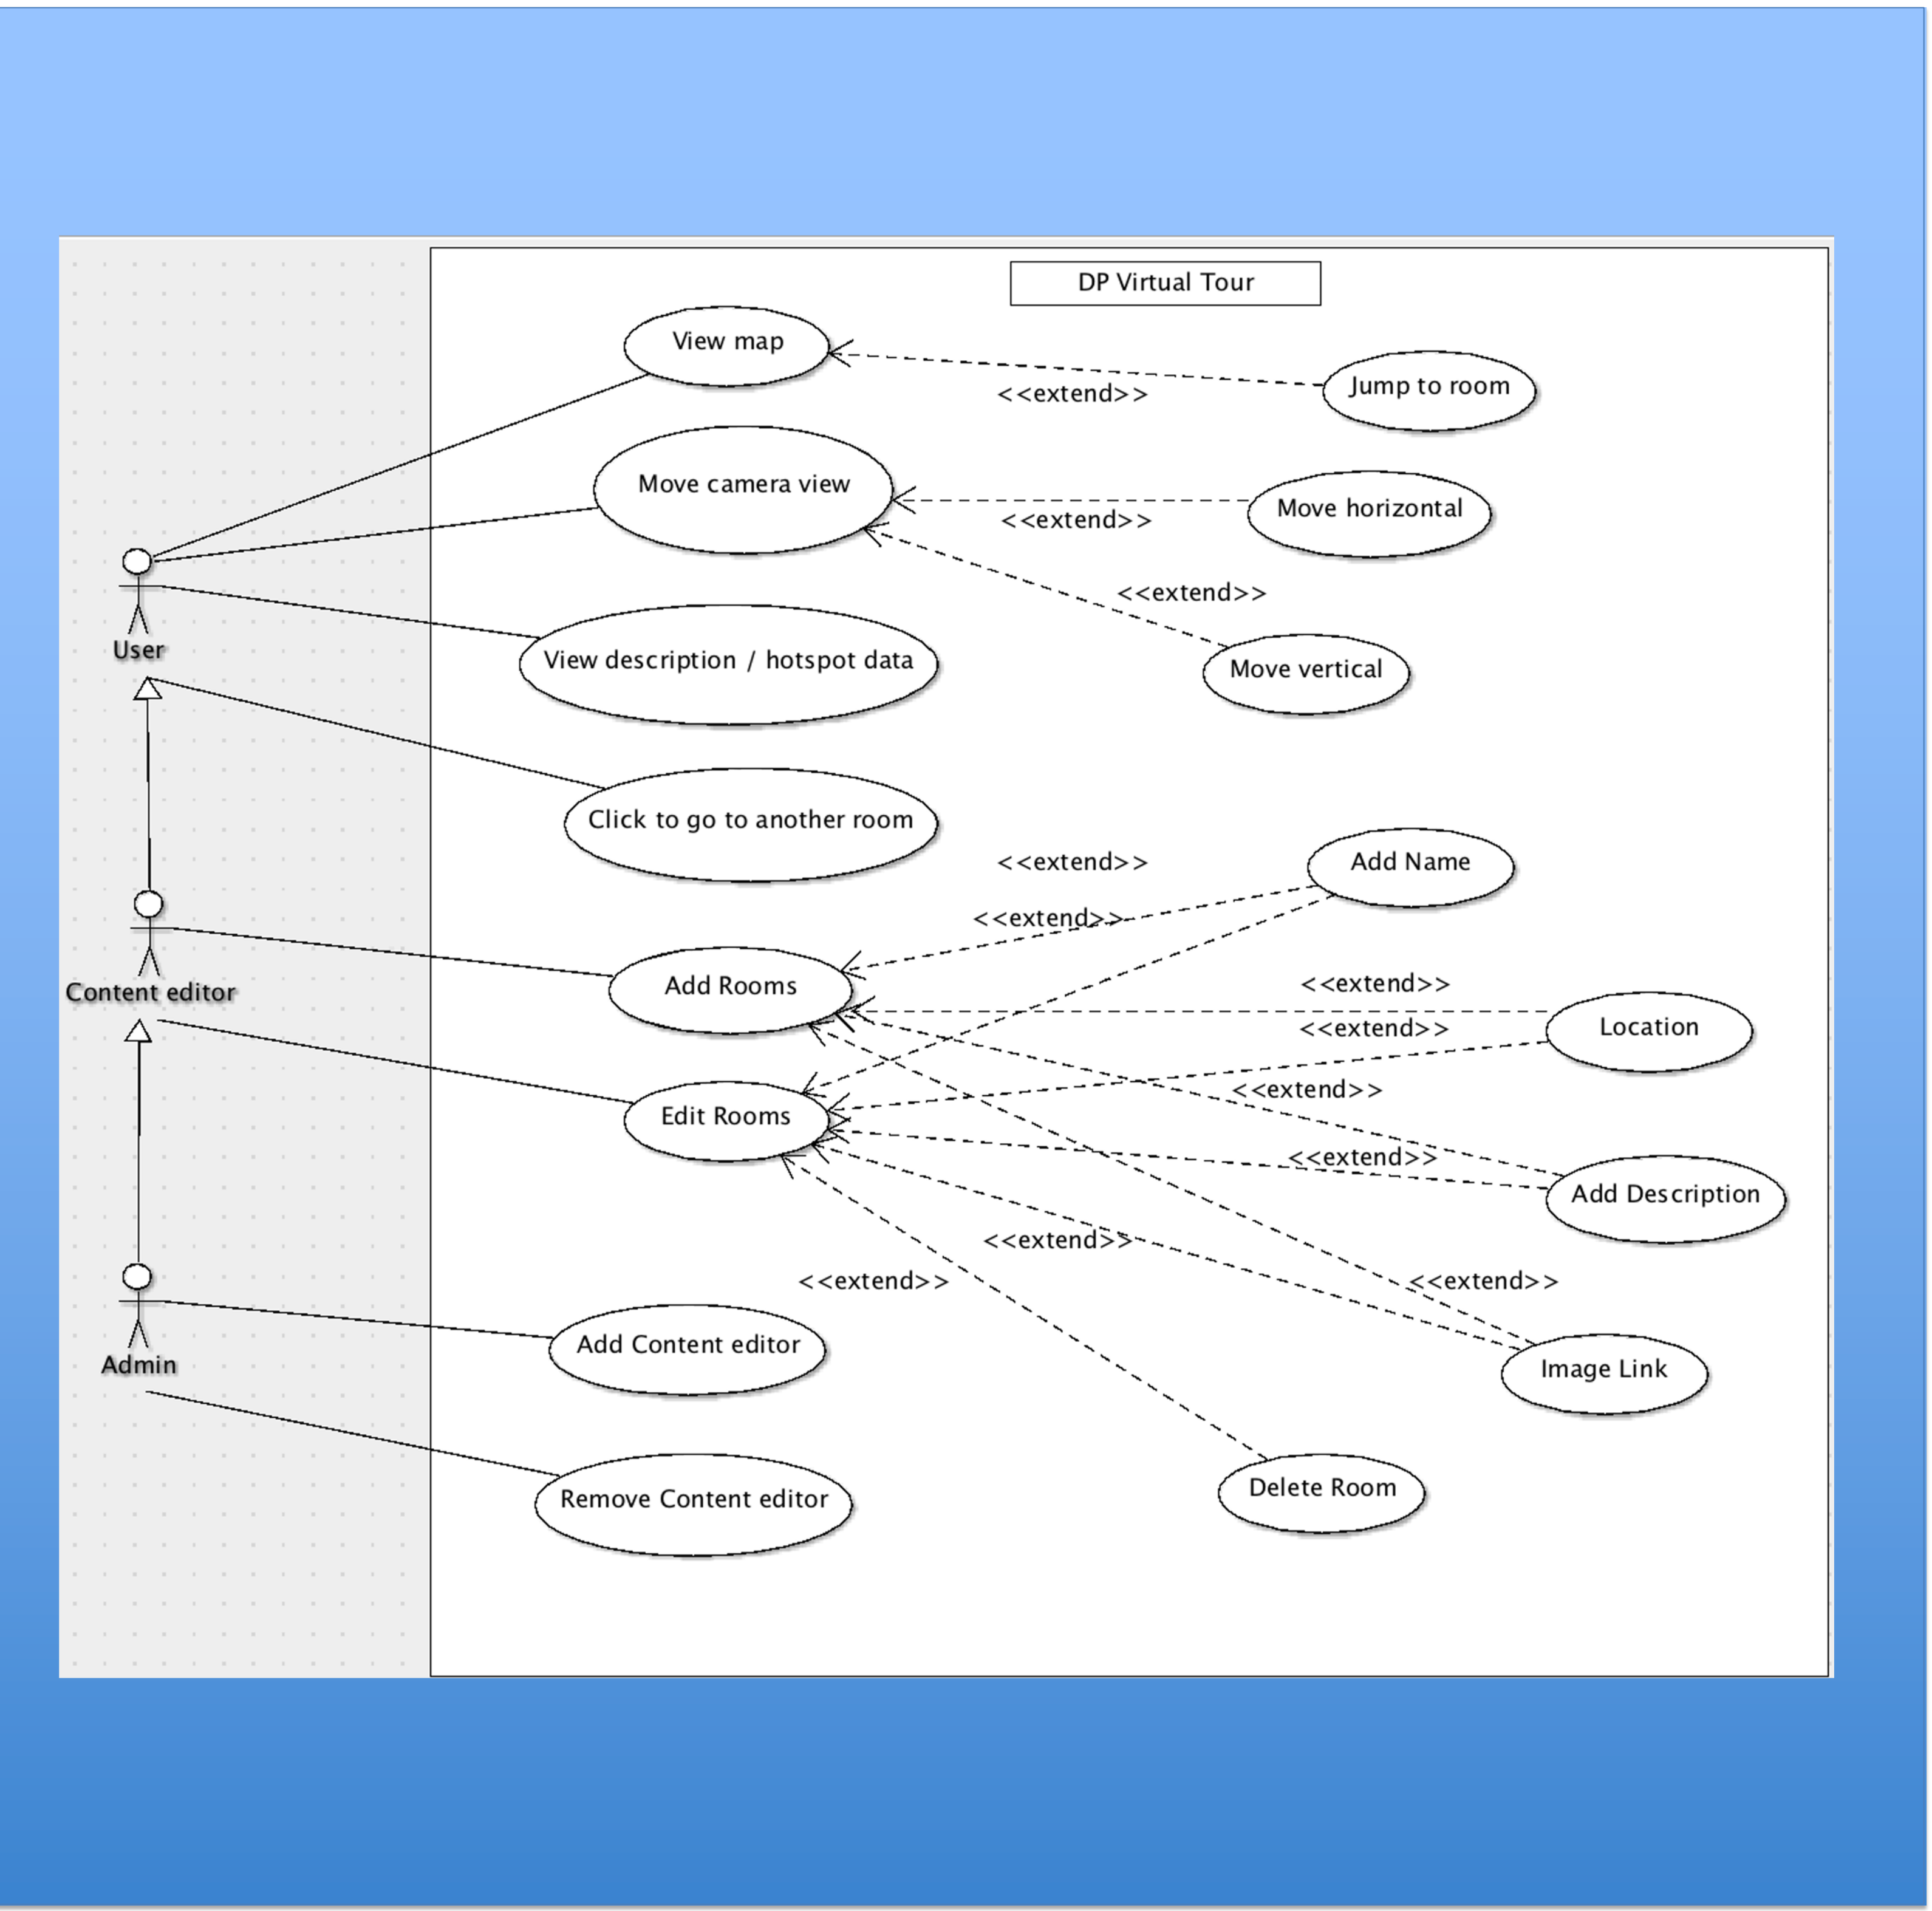 DP Virtual Tour
View map
<<extend>>
Jump to room
Move camera view
<<extend>>
Move horizontal
<<extend>>
User
View description / hotspot data
Move vertical
Click to go to another room
<<extend>>
Add Name
<<extend>>
Content editor
Add Rooms
<<extend>>
<<extend>>
Location
Edit Rooms
<<extend>>
<<extend>>
Add Description
<<extend>>
<<extend>>
<<extend>>
Admin
Add Content editor
Image Link
Remove Content editor
Delete Room